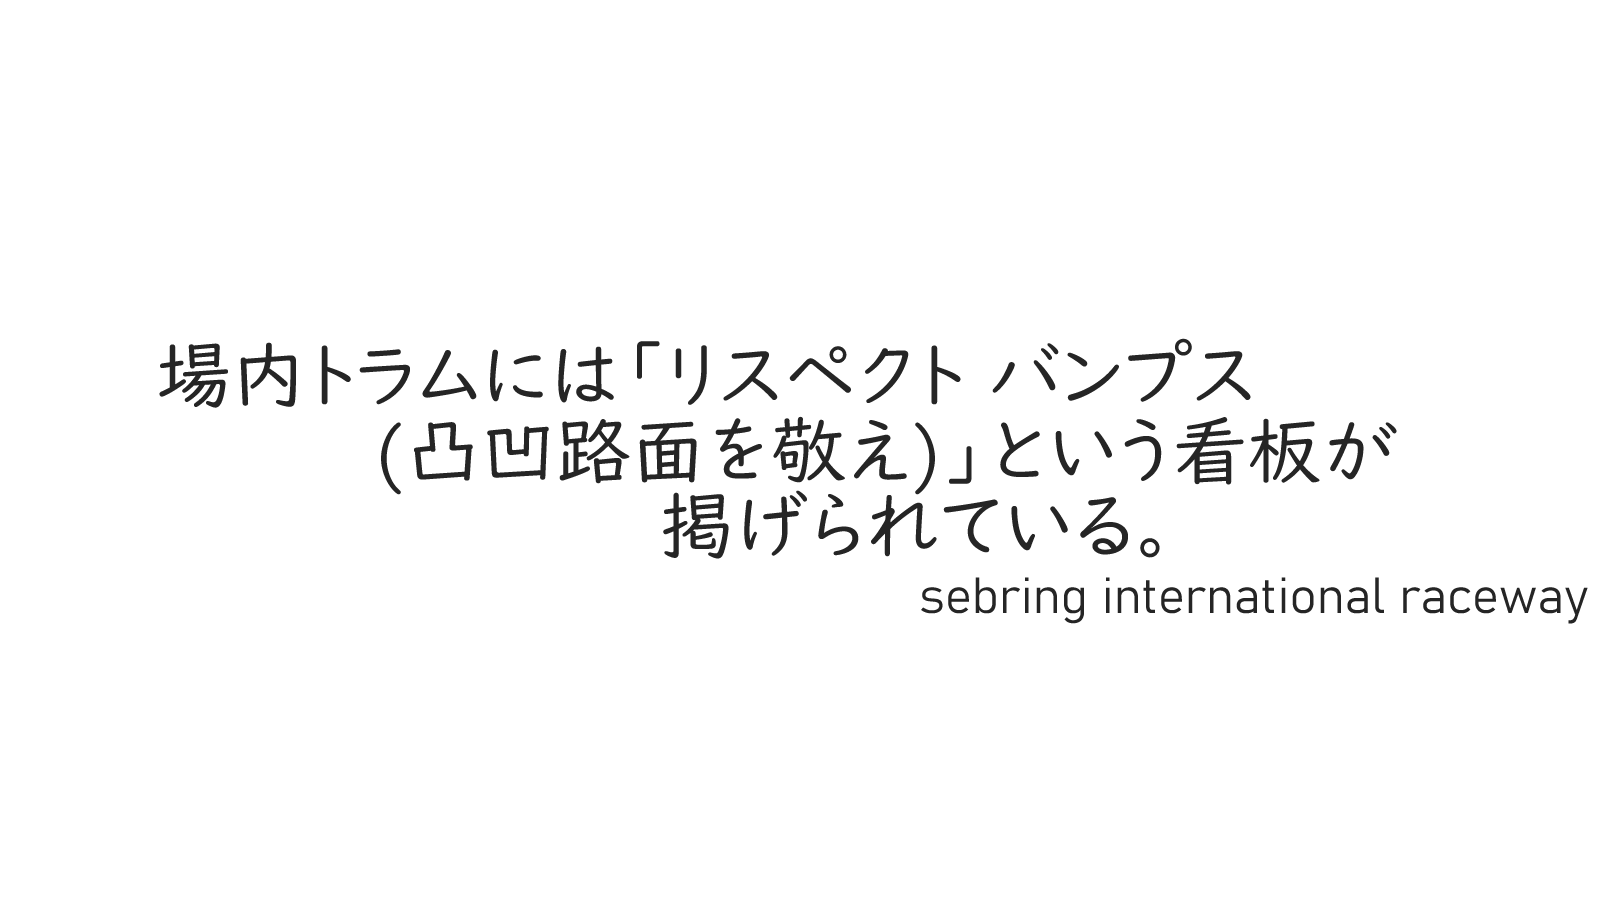 場内トラムには「リスペクト バンプス
(凸凹路面を敬え)」という看板が
掲げられている。
sebring international raceway